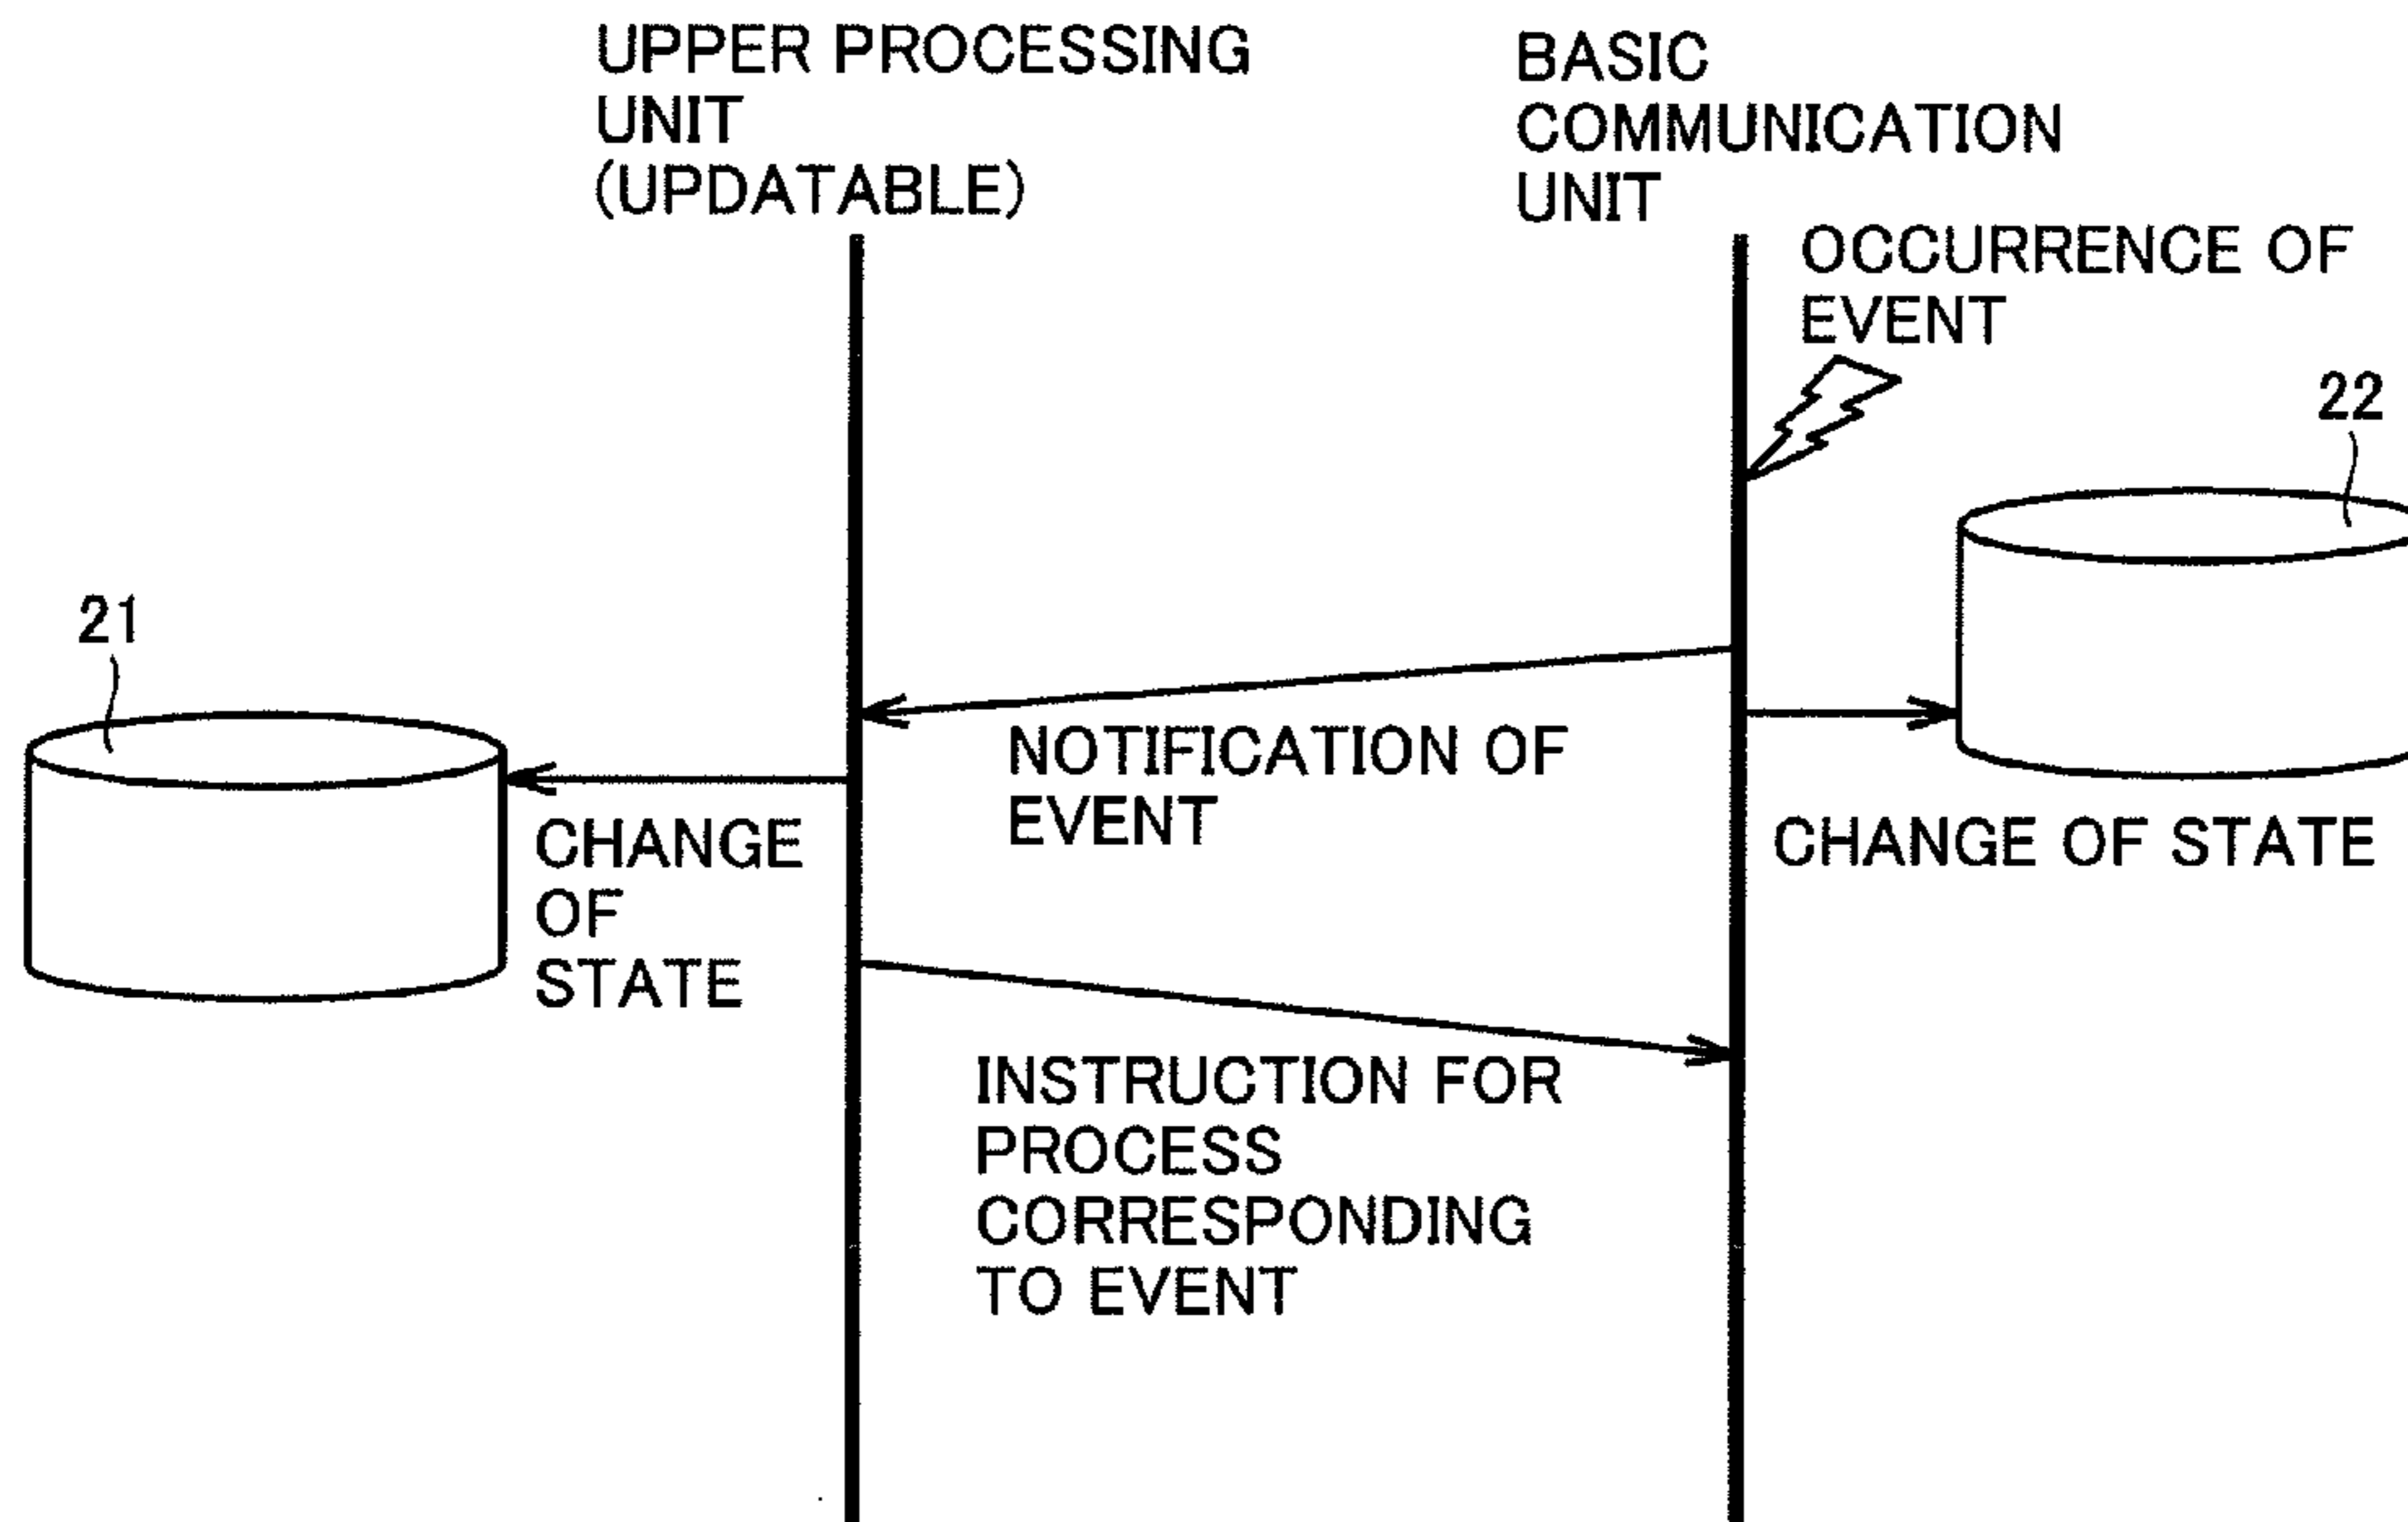 UPPER PROCESSING
UNIT
(UPDATABLE)
BASIC
COMMUNICATION
UNIT
OCCURRENCE OF
EVENT
22
21
NOTIFICATION OF
EVENT
CHANGE
OF
STATE
CHANGE OF STATE
INSTRUCTION FOR
PROCESS
CORRESPONDING
TO EVENT